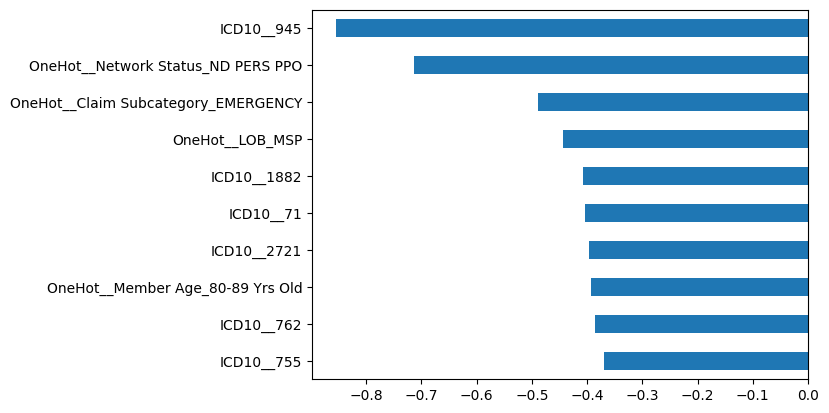 ICD10__945
OneHot__Network Status_ND PERS PPO
OneHot__Claim Subcategory_EMERGENCY
OneHot__LOB_MSP
ICD10__1882
ICD10__71
ICD10__2721
OneHot__Member Age_80-89 Yrs Old
ICD10__762
ICD10__755
−0.8 −0.7 −0.6 −0.5 −0.4 −0.3 −0.2 −0.1 0.0